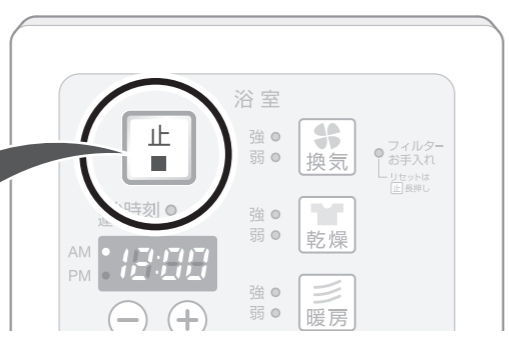 浴室
止
強
弱
換気
フィルター
お手入れ
リセットは
止長押し
時刻
強
弱
乾燥
AM
PM
12:00
強
弱
暖房